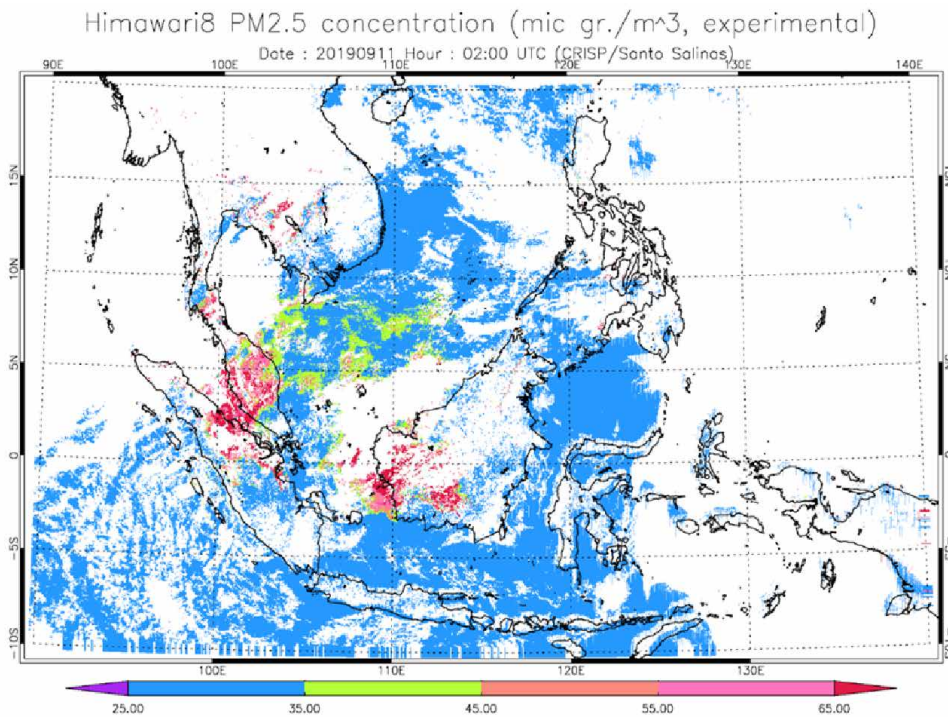 Himawari8 PM2.5 concentration (mic gr./m^3, experimental)
Date : 20190911 Hour : 02:00 UTC (CRISP/Santo Salinas)
90E 100E 110E 120E 130E 140E
15N
10N
5N
0
-5S
-10S
100E 110E 120E 130E
25.00 35.00 45.00 55.00 65.00